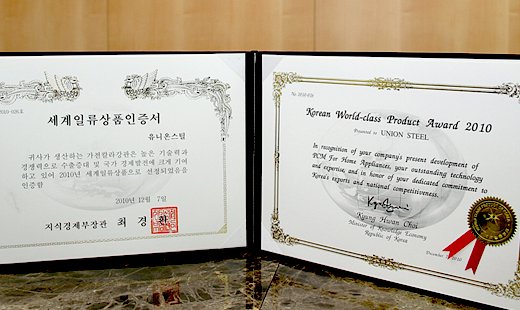 세계일류상품인증서
유니온스틸
귀사가 생산하는 가전칼라강판은 높은 기술력과
경쟁력으로 수출증대 및 국가 경제발전에 크게 기여
하고 있어 2010년 세계일류상품으로 선정되었음을
인증함
2010년 12월 7일
지식경제부장관 최 경 환
Korean World-class Product Award 2010
Presented to UNION STEEL
In recognition of your company's present development of
PCM For Home Appliances, your outstanding technology
and expertise, and in honor of your dedicated commitment to
Korea's exports and national competitiveness.
Kyung Hwan Choi
Minister of Knowledge Economy
Republic of Korea